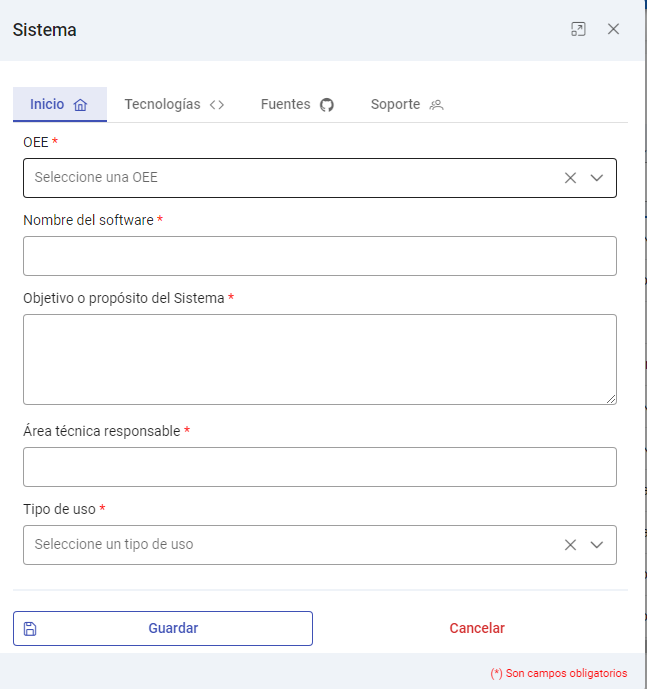 Sistema
Inicio Tecnologías Fuentes Soporte
OEE *
Seleccione una OEE
Nombre del software *
Objetivo o propósito del Sistema *
Área técnica responsable *
Tipo de uso *
Seleccione un tipo de uso
Guardar Cancelar
(*) Son campos obligatorios